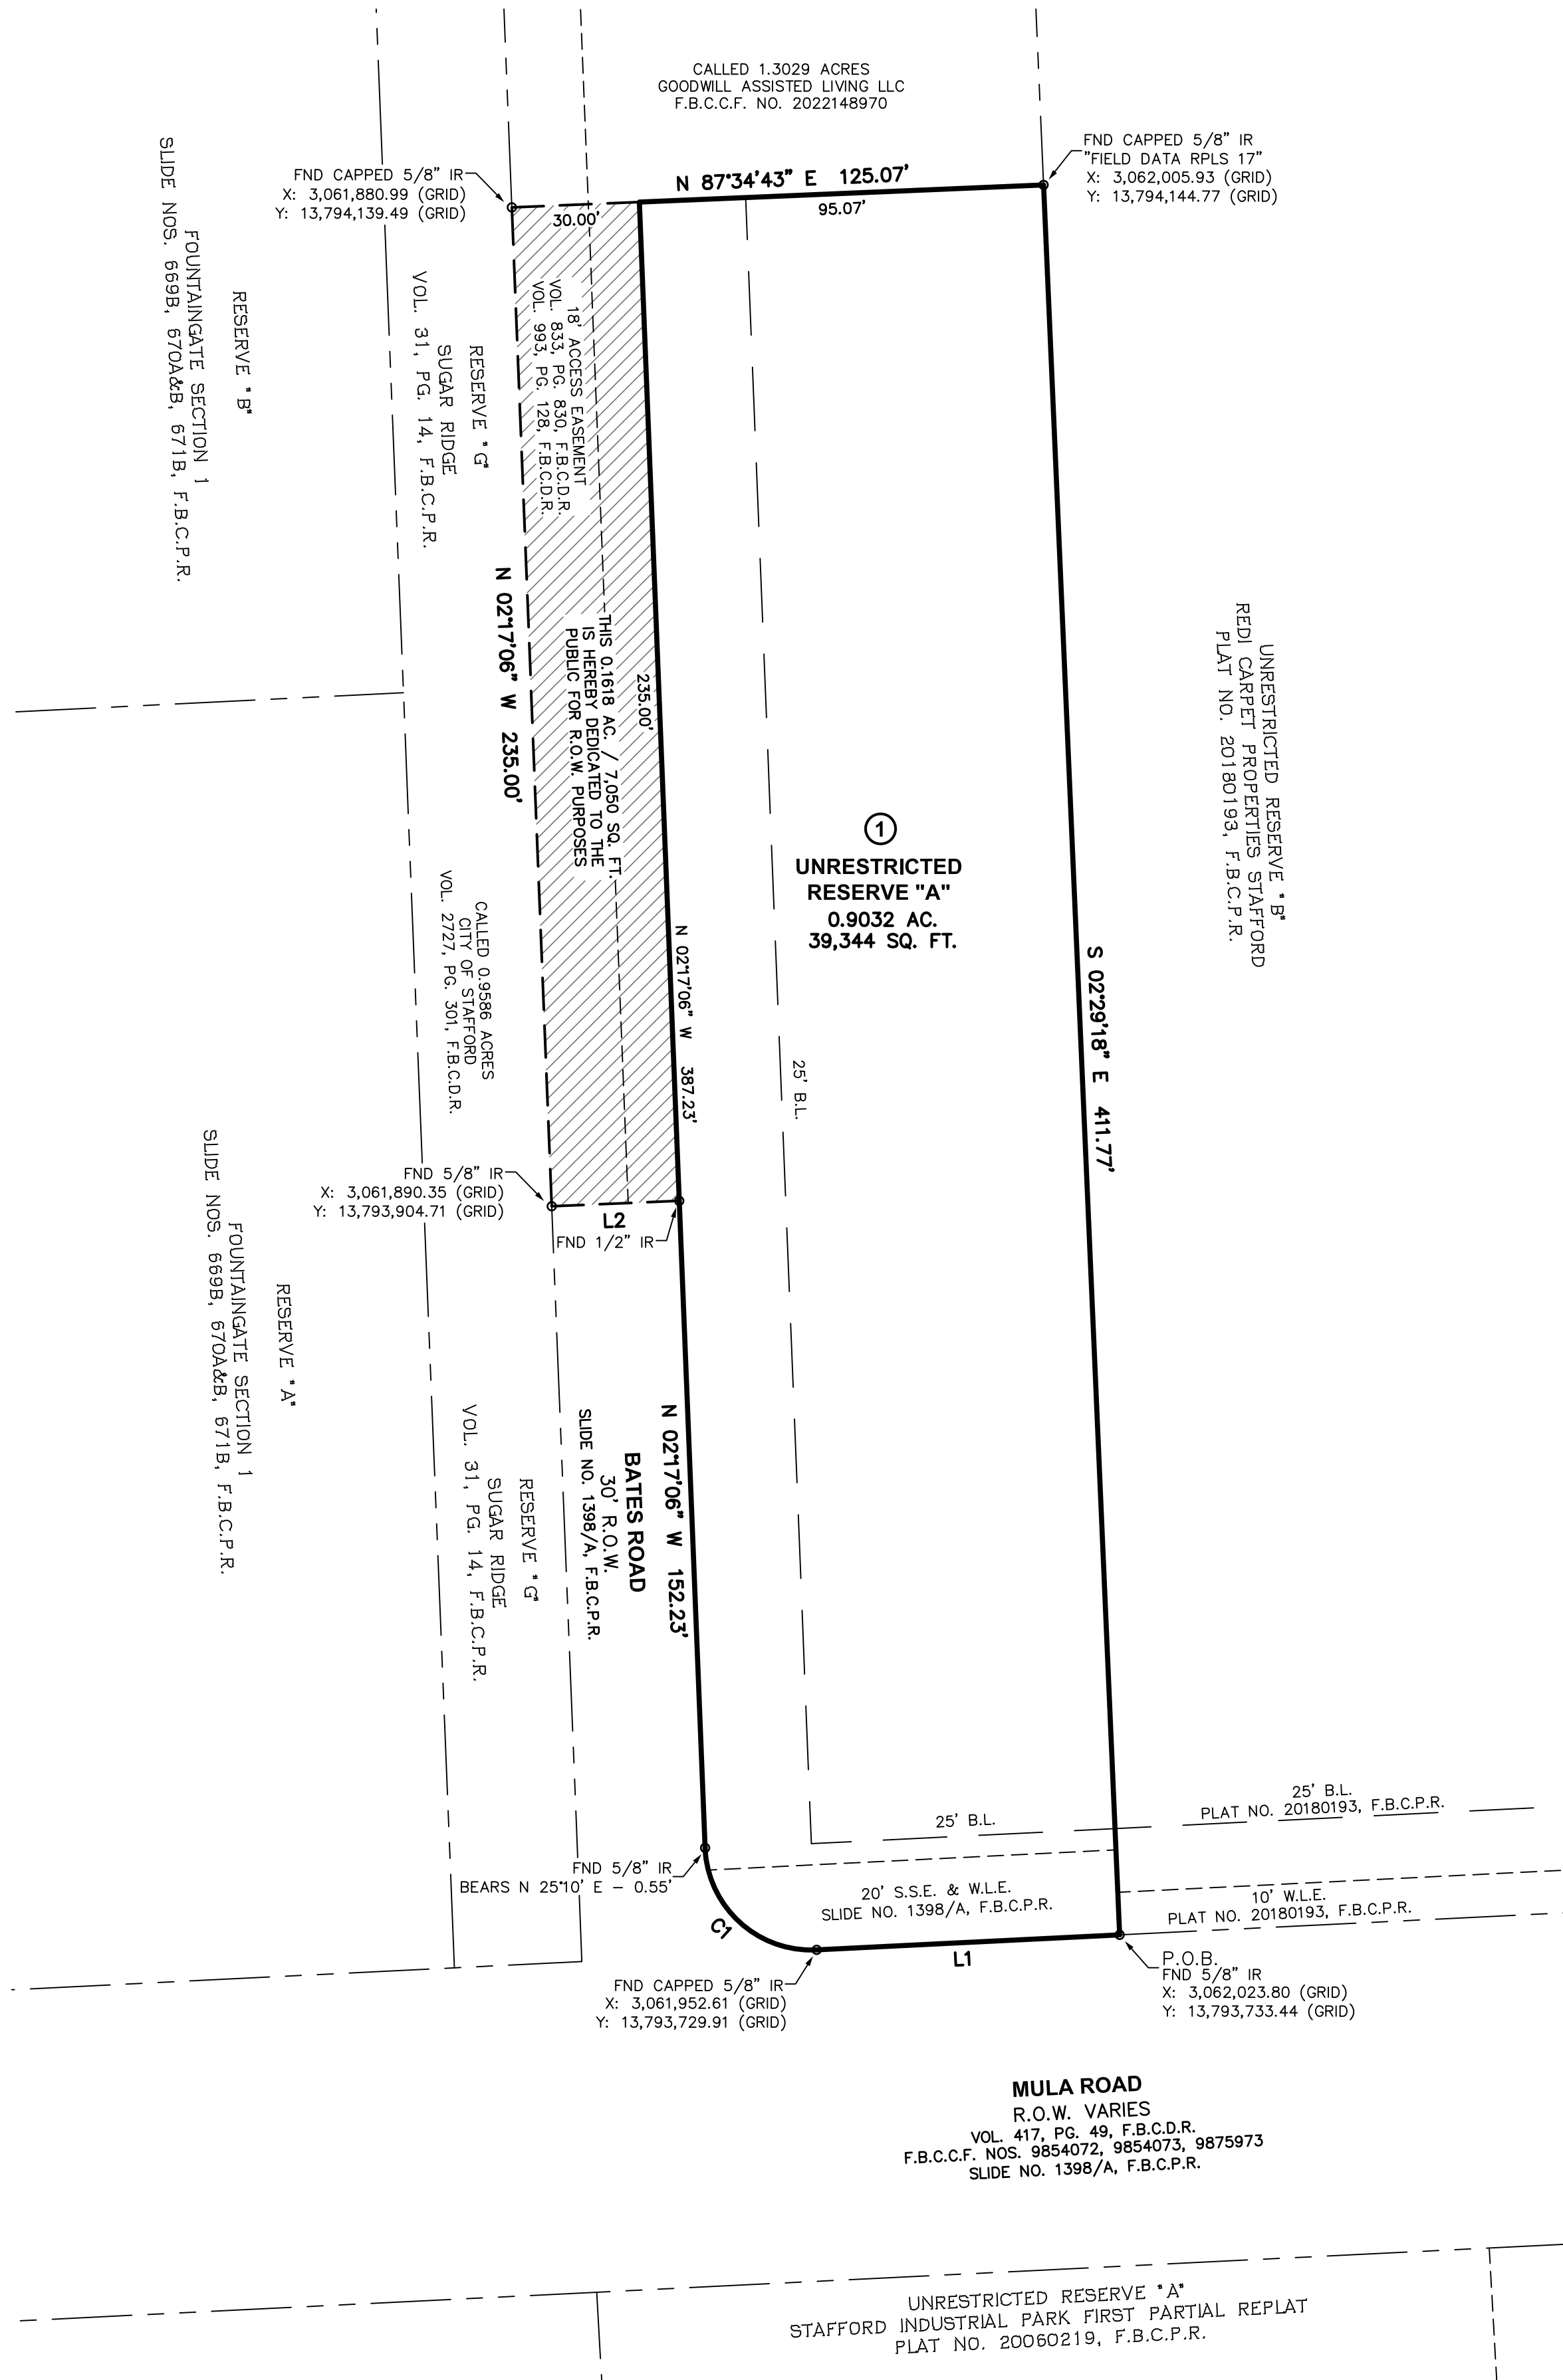 CALLED 1.3029 ACRES
GOODWILL ASSISTED LIVING LLC
F.B.C.C.F. NO. 2022148970
FND CAPPED 5/8" IR
"FIELD DATA RPLS 17"
X: 3,062,005.93 (GRID)
Y: 13,794,144.77 (GRID)
FND CAPPED 5/8" IR
X: 3,061,880.99 (GRID)
Y: 13,794,139.49 (GRID)
N 87°34'43" E 125.07'
30.00'
95.07'
RESERVE "B"
FOUNTAINGATE SECTION 1
SLIDE NOS. 669B, 670A&B, 671B, F.B.C.P.R.
RESERVE "G"
SUGAR RIDGE
VOL. 31, PG. 14, F.B.C.P.R.
18' ACCESS EASEMENT
VOL. 833, PG. 830, F.B.C.D.R.
VOL. 993, PG. 128, F.B.C.D.R.
N 02°17'06" W 235.00'
THIS 0.1618 AC. / 7,050 SQ. FT.
IS HEREBY DEDICATED TO THE
PUBLIC FOR R.O.W. PURPOSES
235.00'
N 02°17'06" W 387.23'
1
UNRESTRICTED
RESERVE "A"
0.9032 AC.
39,344 SQ. FT.
25' B.L.
S 02°29'18" E 411.77'
UNRESTRICTED RESERVE "B"
REDI CARPET PROPERTIES STAFFORD
PLAT NO. 20180193, F.B.C.P.R.
CALLED 0.9586 ACRES
CITY OF STAFFORD
VOL. 2727, PG. 301, F.B.C.D.R.
FND 5/8" IR
X: 3,061,890.35 (GRID)
Y: 13,793,904.71 (GRID)
L2
FND 1/2" IR
RESERVE "A"
FOUNTAINGATE SECTION 1
SLIDE NOS. 669B, 670A&B, 671B, F.B.C.P.R.
RESERVE "G"
SUGAR RIDGE
VOL. 31, PG. 14, F.B.C.P.R.
BATES ROAD
30' R.O.W.
SLIDE NO. 1398/A, F.B.C.P.R.
N 02°17'06" W 152.23'
25' B.L.
25' B.L.
PLAT NO. 20180193, F.B.C.P.R.
FND 5/8" IR
BEARS N 25°10' E - 0.55'
20' S.S.E. & W.L.E.
SLIDE NO. 1398/A, F.B.C.P.R.
10' W.L.E.
PLAT NO. 20180193, F.B.C.P.R.
C1
L1
FND CAPPED 5/8" IR
X: 3,061,952.61 (GRID)
Y: 13,793,729.91 (GRID)
P.O.B.
FND 5/8" IR
X: 3,062,023.80 (GRID)
Y: 13,793,733.44 (GRID)
MULA ROAD
R.O.W. VARIES
VOL. 417, PG. 49, F.B.C.D.R.
F.B.C.C.F. NOS. 9854072, 9854073, 9875973
SLIDE NO. 1398/A, F.B.C.P.R.
UNRESTRICTED RESERVE "A"
STAFFORD INDUSTRIAL PARK FIRST PARTIAL REPLAT
PLAT NO. 20060219, F.B.C.P.R.